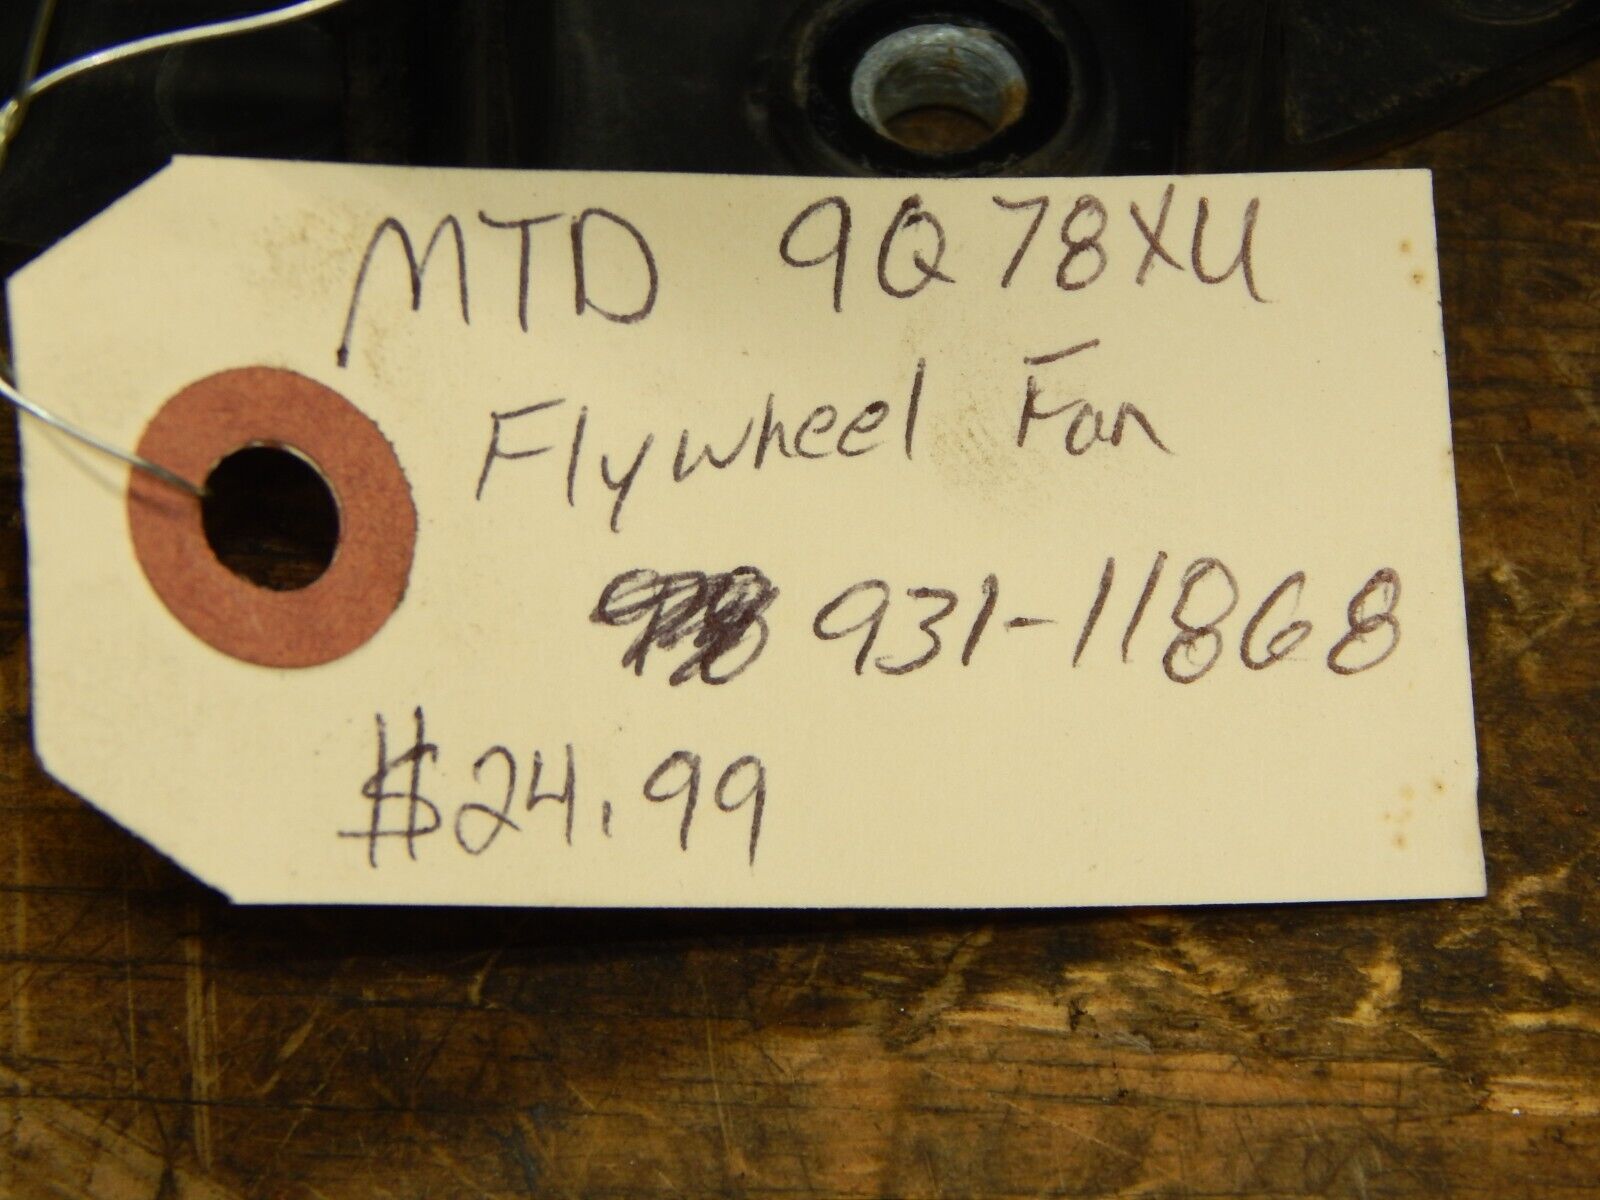 MTD 9Q78XU
Flywheel Fan
931-11868
$24.99